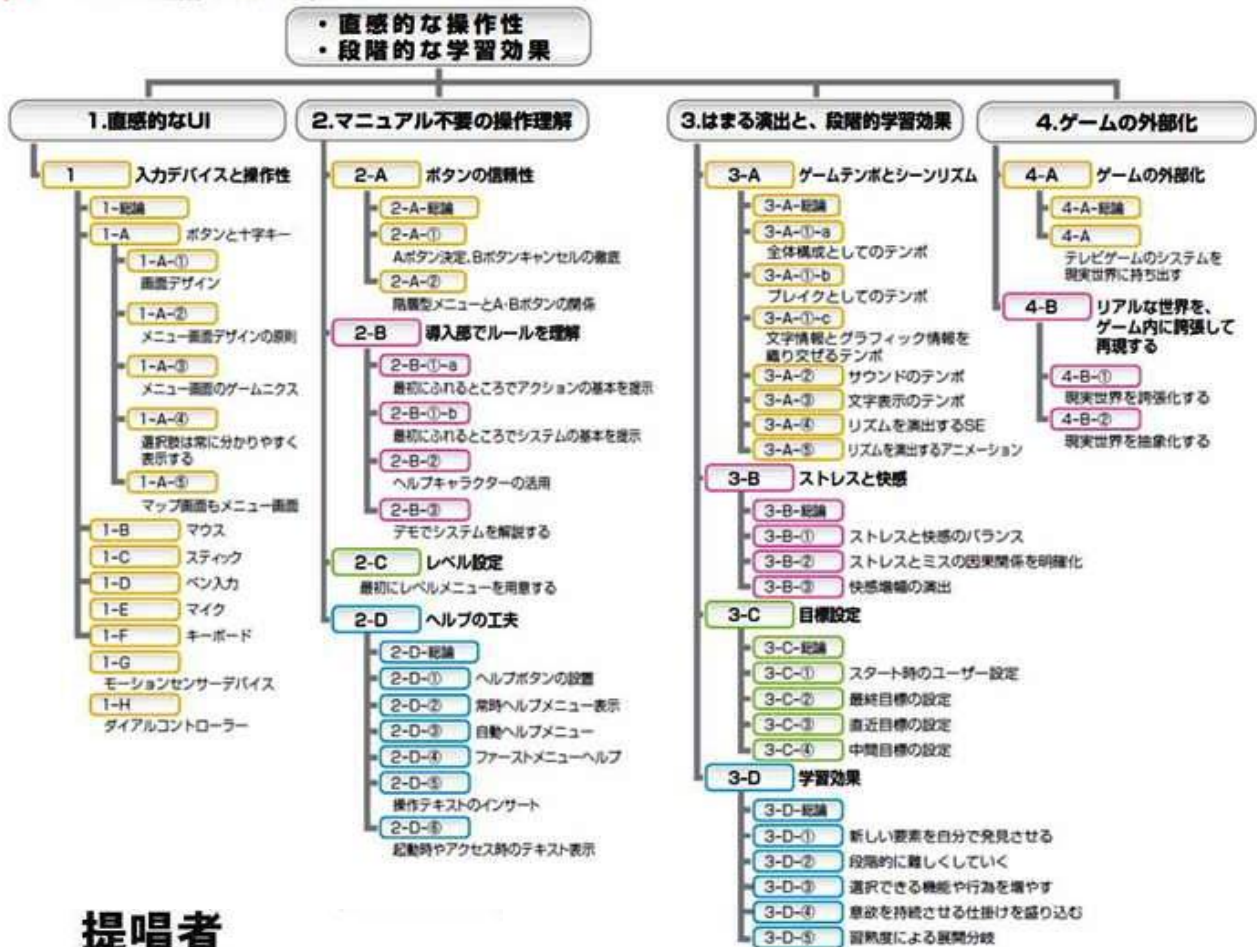 ・直感的な操作性
・段階的な学習効果
1.直感的なUI
1 入力デバイスと操作性
1-総論
1-A ボタンと十字キー
1-A-①
画面デザイン
1-A-②
メニュー画面デザインの原則
1-A-③
メニュー画面のゲームニクス
1-A-④
選択肢は常に分かりやすく
表示する
1-A-⑤
マップ画面もメニュー画面
1-B マウス
1-C スティック
1-D ペン入力
1-E マイク
1-F キーボード
1-G
モーションセンサーデバイス
1-H
ダイアルコントローラー
2.マニュアル不要の操作理解
2-A ボタンの信頼性
2-A-総論
2-A-①
Aボタン決定、Bボタンキャンセルの徹底
2-A-②
階層型メニューとA・Bボタンの関係
2-B 導入部でルールを理解
2-B-①-a
最初にふれるところでアクションの基本を提示
2-B-①-b
最初にふれるところでシステムの基本を提示
2-B-②
ヘルプキャラクターの活用
2-B-③
デモでシステムを解説する
2-C レベル設定
最初にレベルメニューを用意する
2-D ヘルプの工夫
2-D-総論
2-D-① ヘルプボタンの設置
2-D-② 常時ヘルプメニュー表示
2-D-③ 自動ヘルプメニュー
2-D-④ ファーストメニューヘルプ
2-D-⑤
操作テキストのインサート
2-D-⑥
起動時やアクセス時のテキスト表示
3.はまる演出と、段階的学習効果
3-A ゲームテンポとシーンリズム
3-A-総論
3-A-①-a
全体構成としてのテンポ
3-A-①-b
ブレイクとしてのテンポ
3-A-①-c
文字情報とグラフィック情報を
織り交ぜるテンポ
3-A-② サウンドのテンポ
3-A-③ 文字表示のテンポ
3-A-④ リズムを演出するSE
3-A-⑤ リズムを演出するアニメーション
3-B ストレスと快感
3-B-総論
3-B-① ストレスと快感のバランス
3-B-② ストレスとミスの因果関係を明確化
3-B-③ 快感増幅の演出
3-C 目標設定
3-C-総論
3-C-① スタート時のユーザー設定
3-C-② 最終目標の設定
3-C-③ 直近目標の設定
3-C-④ 中間目標の設定
3-D 学習効果
3-D-総論
3-D-① 新しい要素を自分で発見させる
3-D-② 段階的に難しくしていく
3-D-③ 選択できる機能や行為を増やす
3-D-④ 意欲を持続させる仕掛けを盛り込む
3-D-⑤ 習熟度による展開分岐
4.ゲームの外部化
4-A ゲームの外部化
4-A-総論
4-A
テレビゲームのシステムを
現実世界に持ち出す
4-B リアルな世界を、
ゲーム内に誇張して
再現する
4-B-①
現実世界を誇張化する
4-B-②
現実世界を抽象化する
提唱者